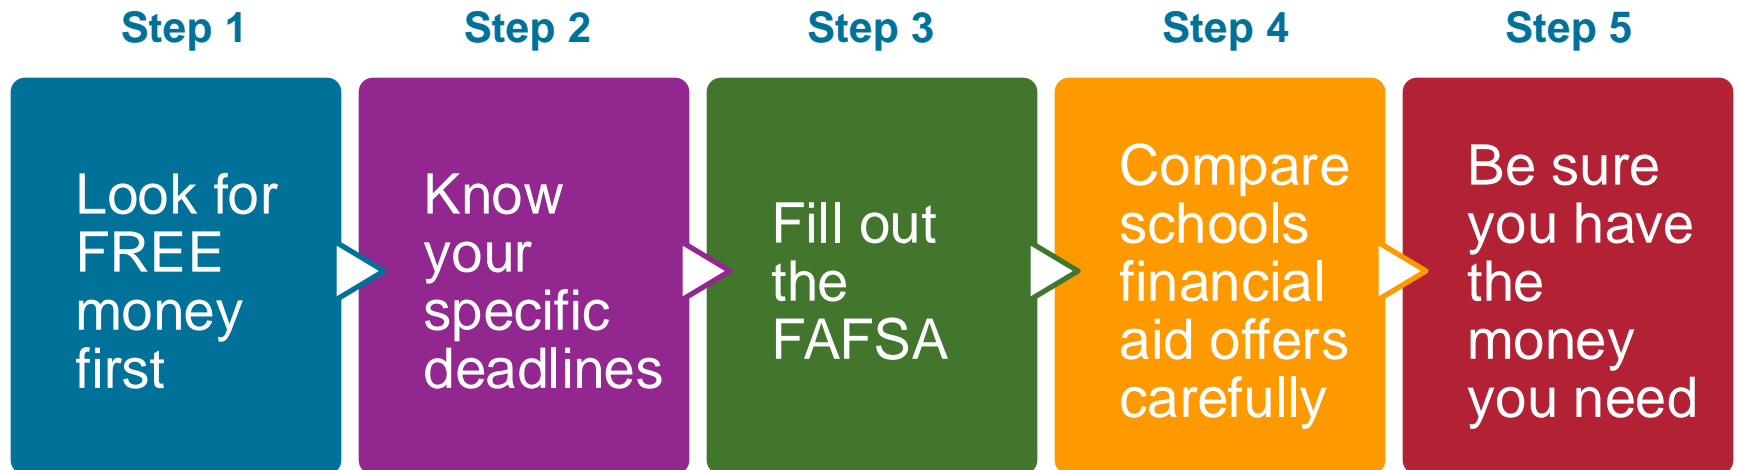 Step 1
Look for
FREE
money
first
Step 2
Know
your
specific
deadlines
Step 3
Fill out
the
FAFSA
Step 4
Compare
schools
financial
aid offers
carefully
Step 5
Be sure
you have
the
money
you need